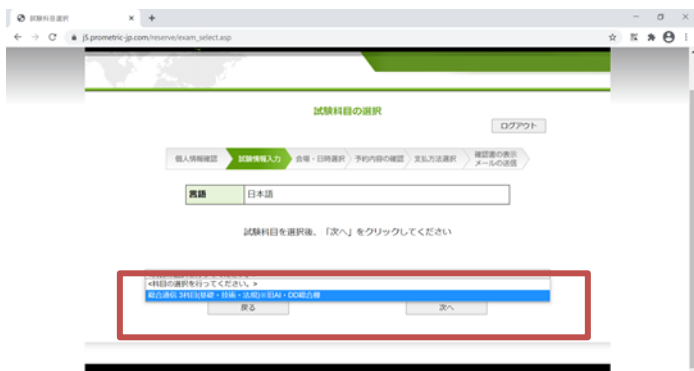 試験科目選択
j5.prometric-jp.com/reserve/exam_select.asp
試験科目の選択
ログアウト
個人情報確認
試験情報入力
会場・日時選択
予約内容の確認
支払方法選択
確認書の表示
メールの送信
言語
日本語
試験科目を選択後、「次へ」をクリックしてください
<科目の選択を行ってください。>
総合通信 3科目(基礎・技術・法規)※旧AI・DD総合種
戻る
次へ